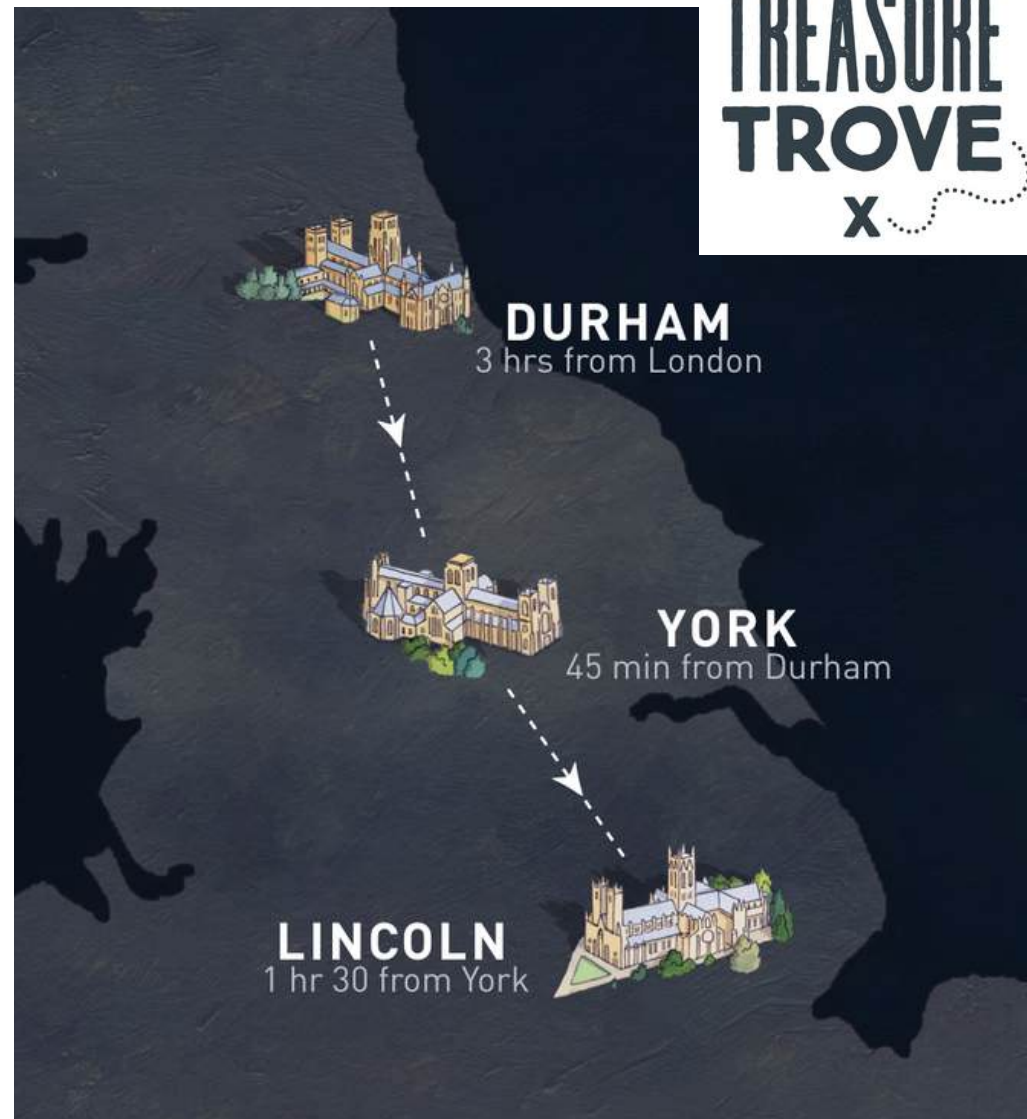 TREASURE
TROVE
X
DURHAM
3 hrs from London
YORK
45 min from Durham
LINCOLN
1 hr 30 from York